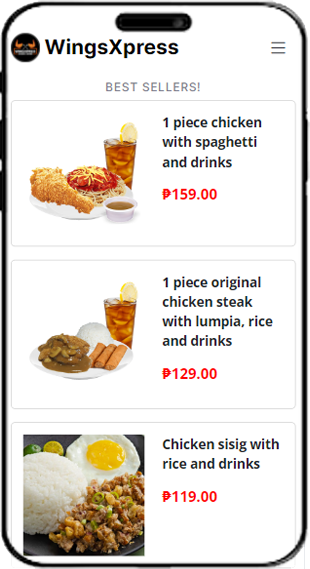 WingsXpress
BEST SELLERS!
1 piece chicken
with spaghetti
and drinks
₱159.00
1 piece original
chicken steak
with lumpia, rice
and drinks
₱129.00
Chicken sisig with
rice and drinks
₱119.00